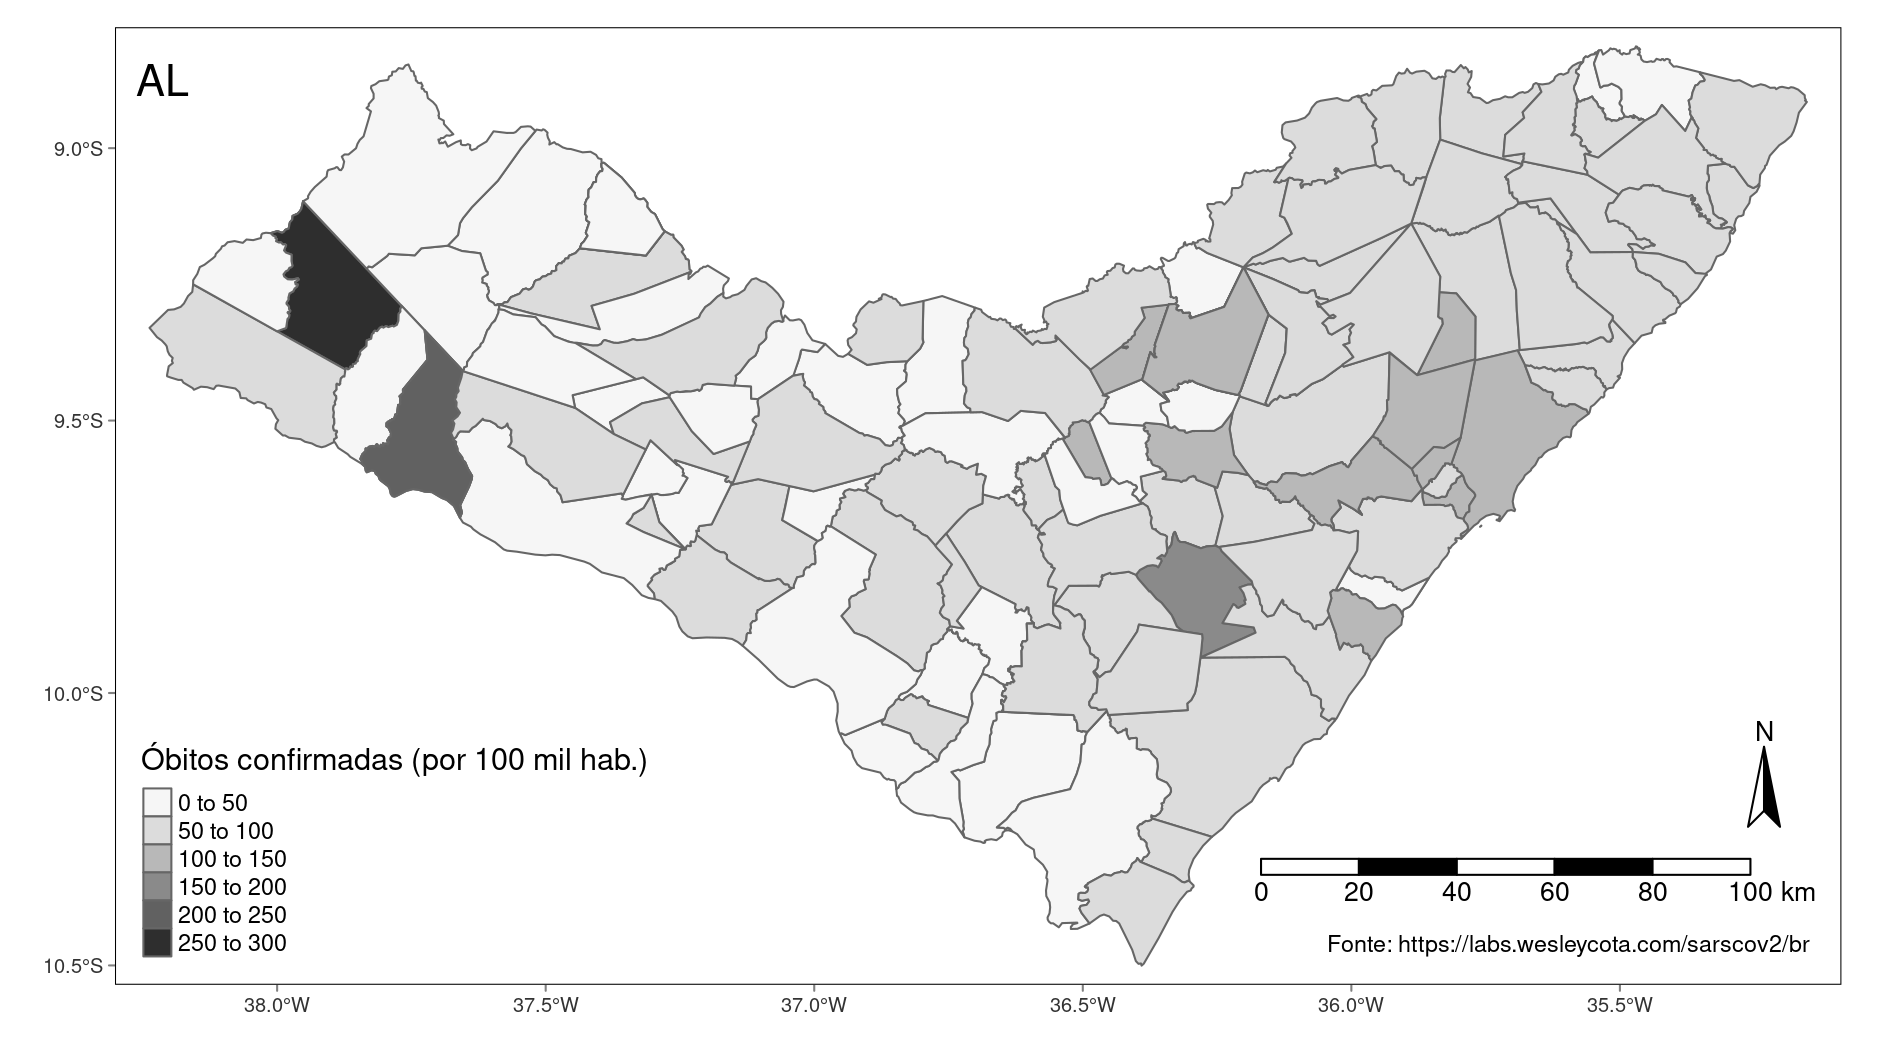 AL
9.0°S
9.5°S
10.0°S
10.5°S
Óbitos confirmadas (por 100 mil hab.)
0 to 50
50 to 100
100 to 150
150 to 200
200 to 250
250 to 300
N
0 20 40 60 80 100 km
Fonte: https://labs.wesleycota.com/sarscov2/br
38.0°W 37.5°W 37.0°W 36.5°W 36.0°W 35.5°W